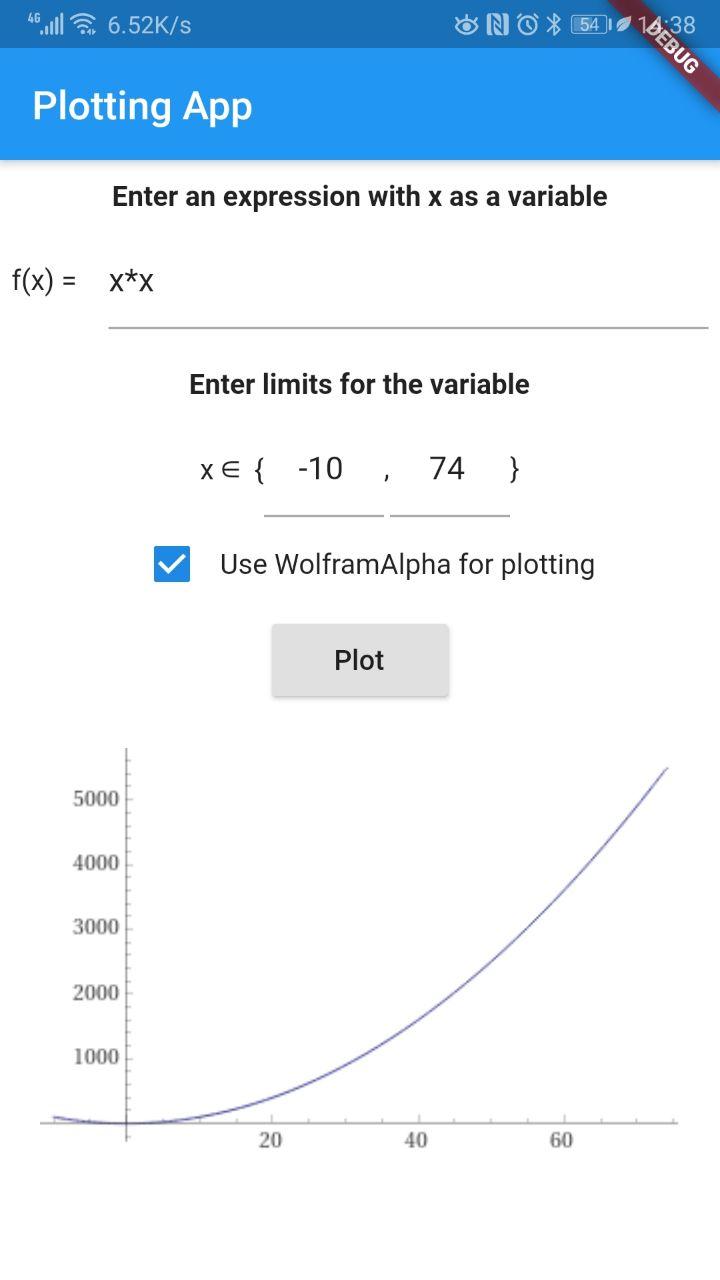 4G 6.52K/s 54 14:38
DEBUG
Plotting App
Enter an expression with x as a variable
f(x) = x*x
Enter limits for the variable
x ∈ { -10 , 74 }
Use WolframAlpha for plotting
Plot
5000
4000
3000
2000
1000
20 40 60